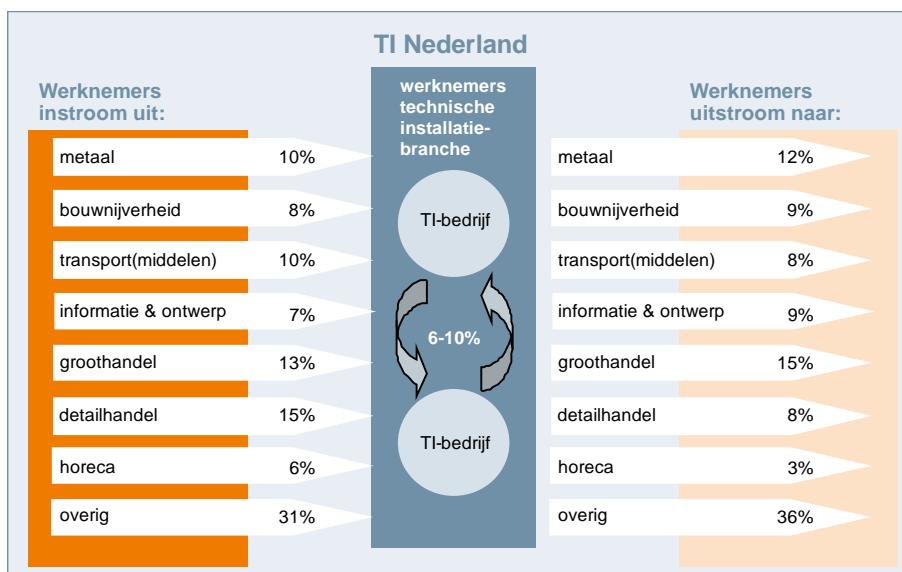 TI Nederland
Werknemers
instroom uit:
metaal 10%
bouwnijverheid 8%
transport(middelen) 10%
informatie & ontwerp 7%
groothandel 13%
detailhandel 15%
horeca 6%
overig 31%
werknemers
technische
installatie-
branche
TI-bedrijf
6-10%
TI-bedrijf
Werknemers
uitstroom naar:
metaal 12%
bouwnijverheid 9%
transport(middelen) 8%
informatie & ontwerp 9%
groothandel 15%
detailhandel 8%
horeca 3%
overig 36%